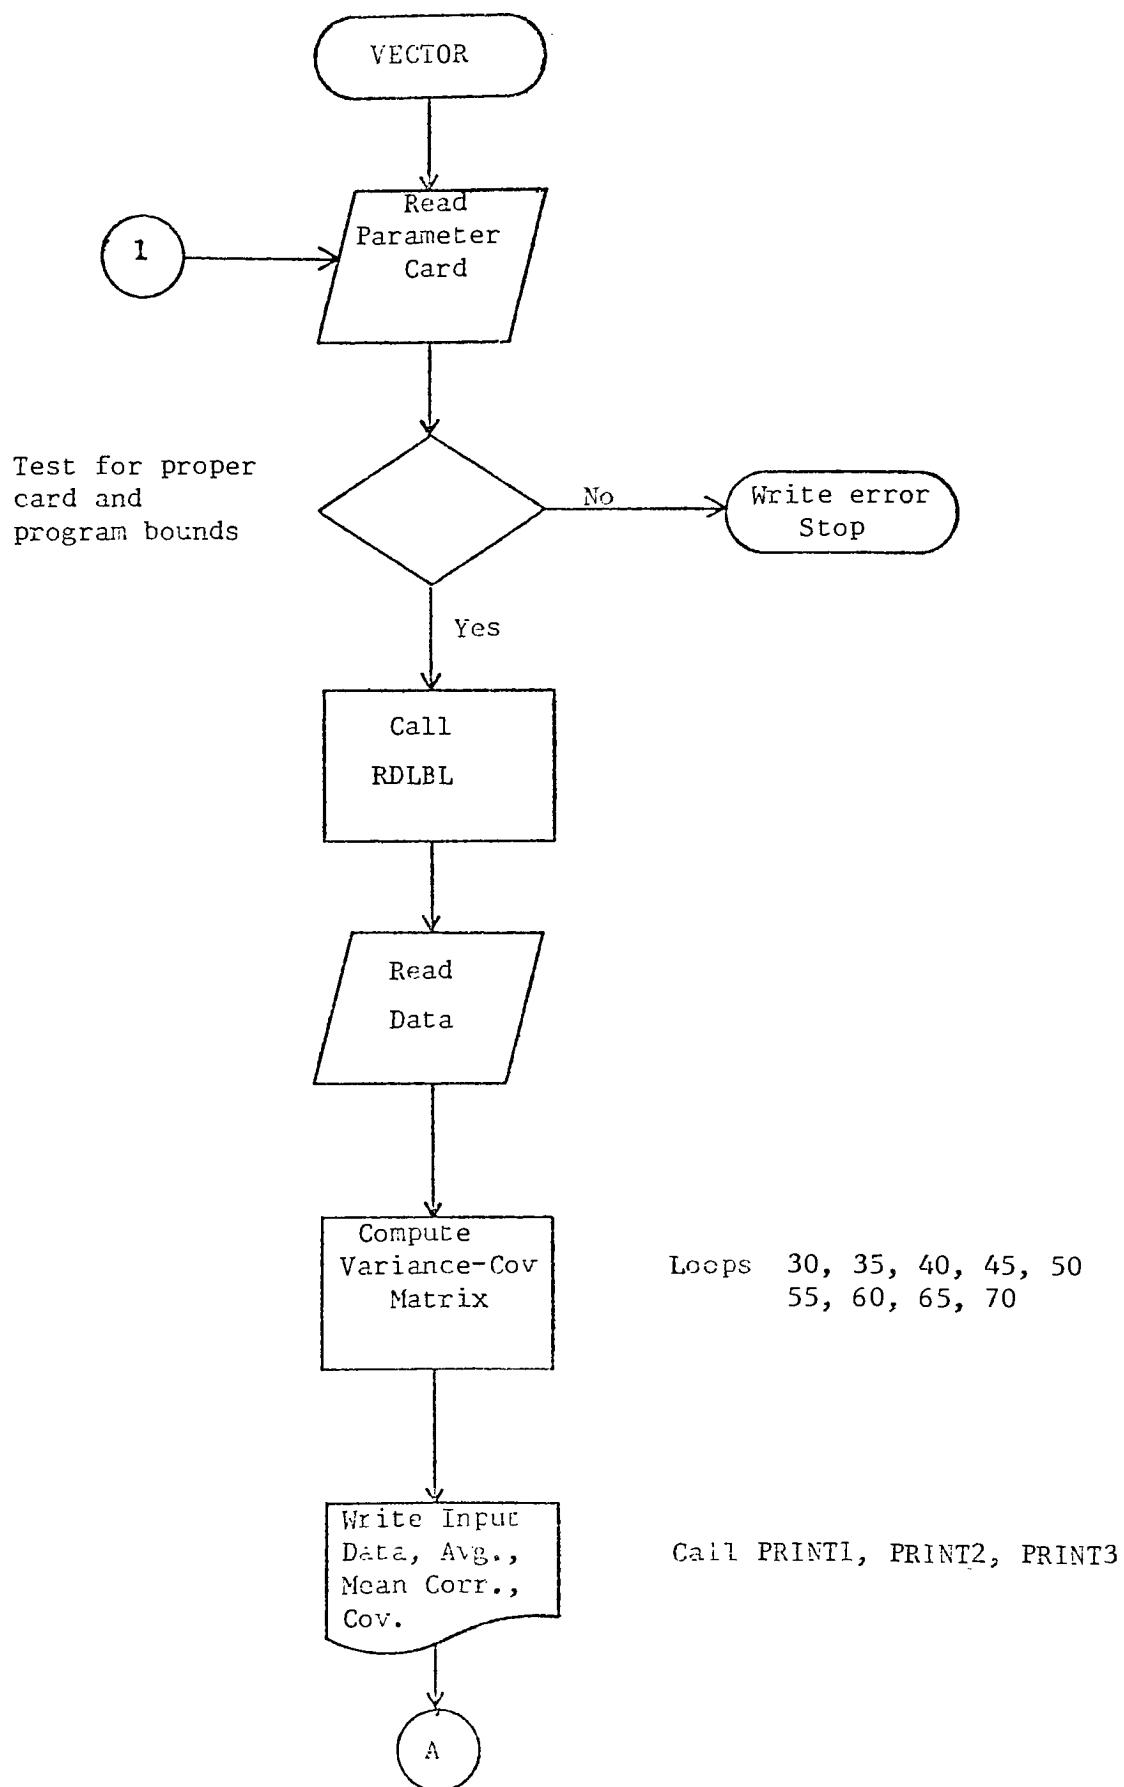 VECTOR
Read
Parameter
Card
1
Test for proper
card and
program bounds
No
Write error
Stop
Yes
Call
RDLBL
Read
Data
Compute
Variance-Cov
Matrix
Loops 30, 35, 40, 45, 50
55, 60, 65, 70
Write Input
Data, Avg.,
Mean Corr.,
Cov.
Call PRINT1, PRINT2, PRINT3
A